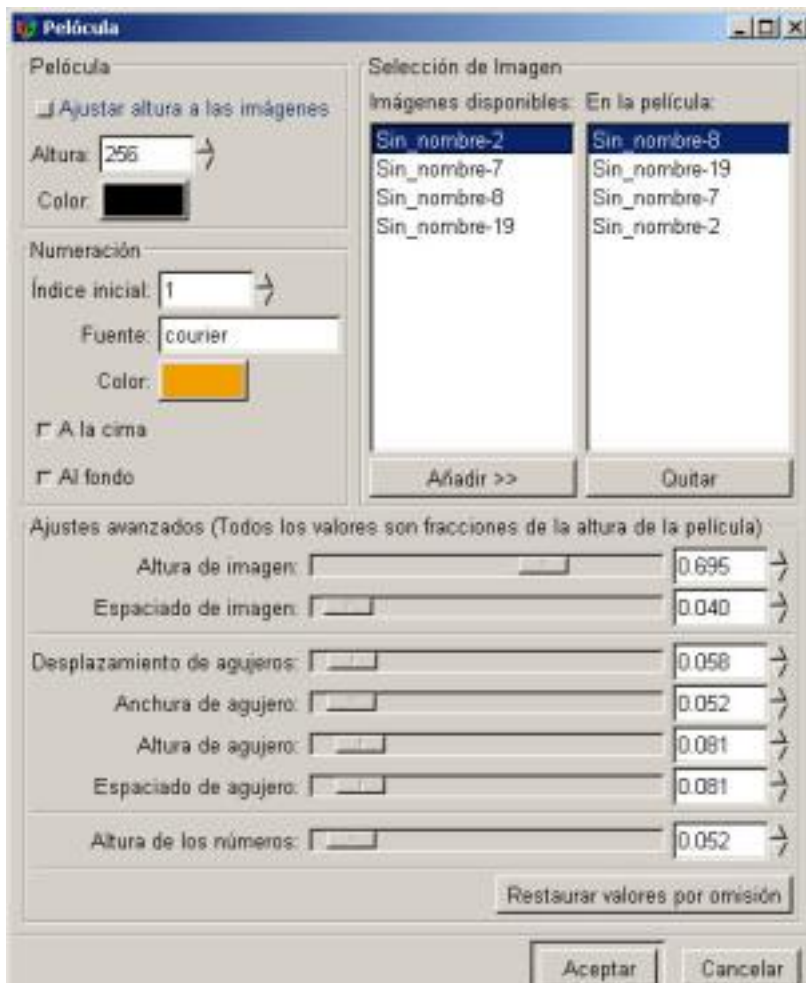 Pelócula
Pelócula
Ajustar altura a las imágenes
Altura: 256
Color:
Numeración
Índice inicial: 1
Fuente: courier
Color:
A la cima
Al fondo
Selección de Imagen
Imágenes disponibles:
Sin_nombre-2
Sin_nombre-7
Sin_nombre-8
Sin_nombre-19
Añadir >>
En la película:
Sin_nombre-8
Sin_nombre-19
Sin_nombre-7
Sin_nombre-2
Quitar
Ajustes avanzados (Todos los valores son fracciones de la altura de la película)
Altura de imagen: 0.695
Espaciado de imagen: 0.040
Desplazamiento de agujeros: 0.058
Anchura de agujero: 0.052
Altura de agujero: 0.081
Espaciado de agujero: 0.081
Altura de los números: 0.052
Restaurar valores por omisión
Aceptar Cancelar